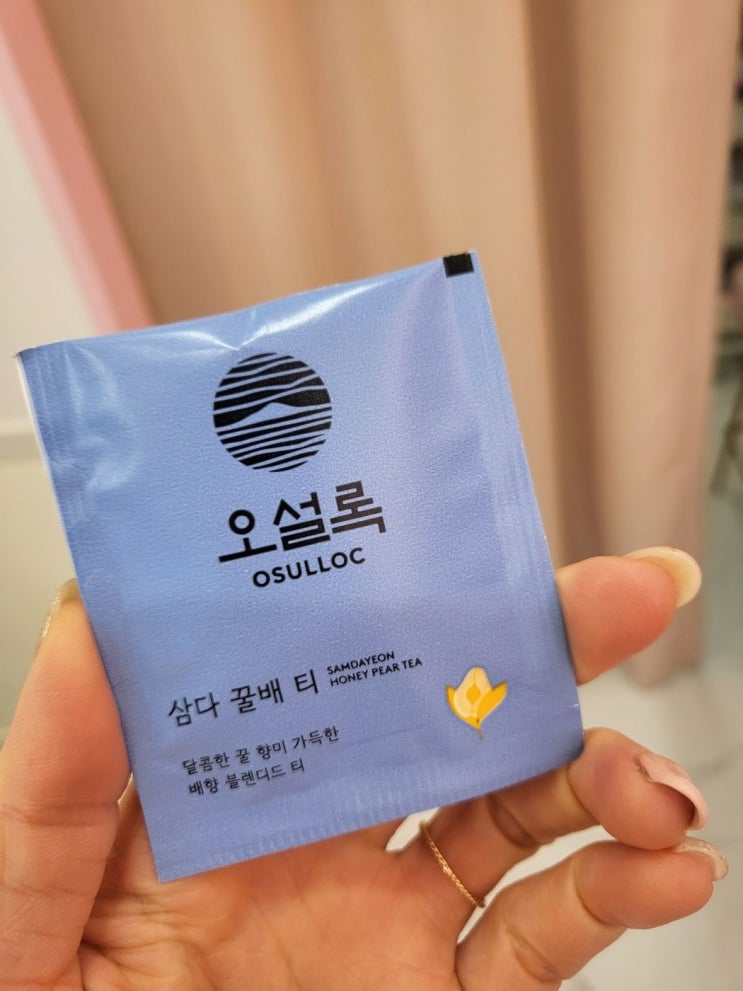 오설록
OSULLOC
삼다 꿀배 티
SAMDAYEON
HONEY PEAR TEA
달콤한 꿀 향미 가득한
배향 블렌디드 티